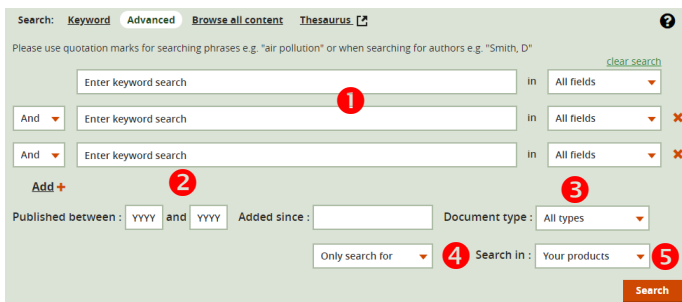 Search: Keyword Advanced Browse all content Thesaurus ?
Please use quotation marks for searching phrases e.g. "air pollution" or when searching for authors e.g. "Smith, D"
clear search
Enter keyword search in All fields
1
And Enter keyword search in All fields
And Enter keyword search in All fields
Add +
2
3
Published between : YYYY and YYYY Added since : Document type : All types
Only search for 4 Search in : Your products 5
Search